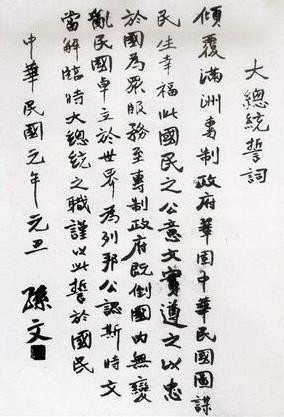 大總統誓詞
傾覆滿洲專制政府鞏固中華民國圖謀
民生幸福此國民之公意文實遵之以忠
於國為眾服務至專制政府既倒國內無變
亂民國卓立於世界為列邦公認斯時文
當解臨時大總統之職謹以此誓於國民
中華民國元年元旦
孫文